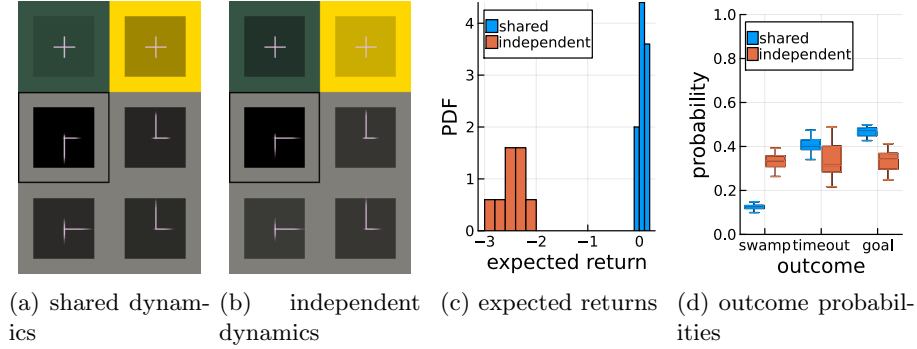 shared
independent
4
3
2
1
0
PDF
−3
−2
−1
0
expected return
shared
independent
1.0
0.8
0.6
0.4
0.2
0.0
probability
swamp timeout goal
outcome
(a) shared dynam-
ics
(b) independent
dynamics
(c) expected returns
(d) outcome probabil-
ities